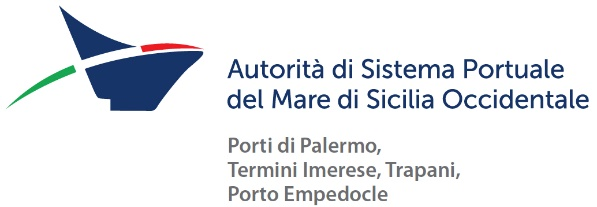 Autorità di Sistema Portuale
del Mare di Sicilia Occidentale
Porti di Palermo,
Termini Imerese, Trapani,
Porto Empedocle